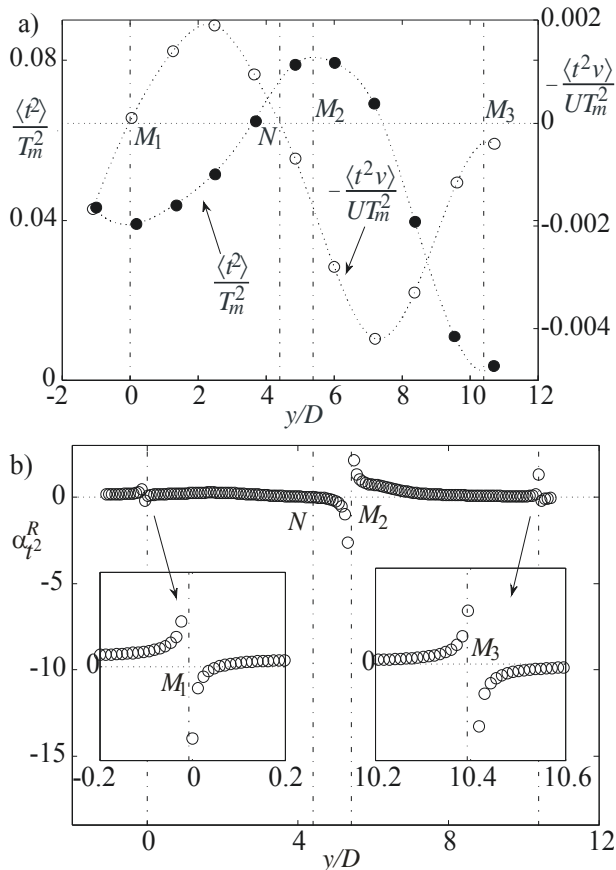 a)
0.002
0.08
⟨t²⟩/T_m²
−⟨t²v⟩/UT_m²
M₁
N
M₂
M₃
0
0.04
−⟨t²v⟩/UT_m²
-0.002
⟨t²⟩/T_m²
-0.004
0
-2 0 2 4 6 8 10 12
y/D
b)
0
N
M₂
α^R_t²
-5
0
M₁
0
M₃
-10
-15
-0.2 0 0.2
10.2 10.4 10.6
0 4 8 12
y/D